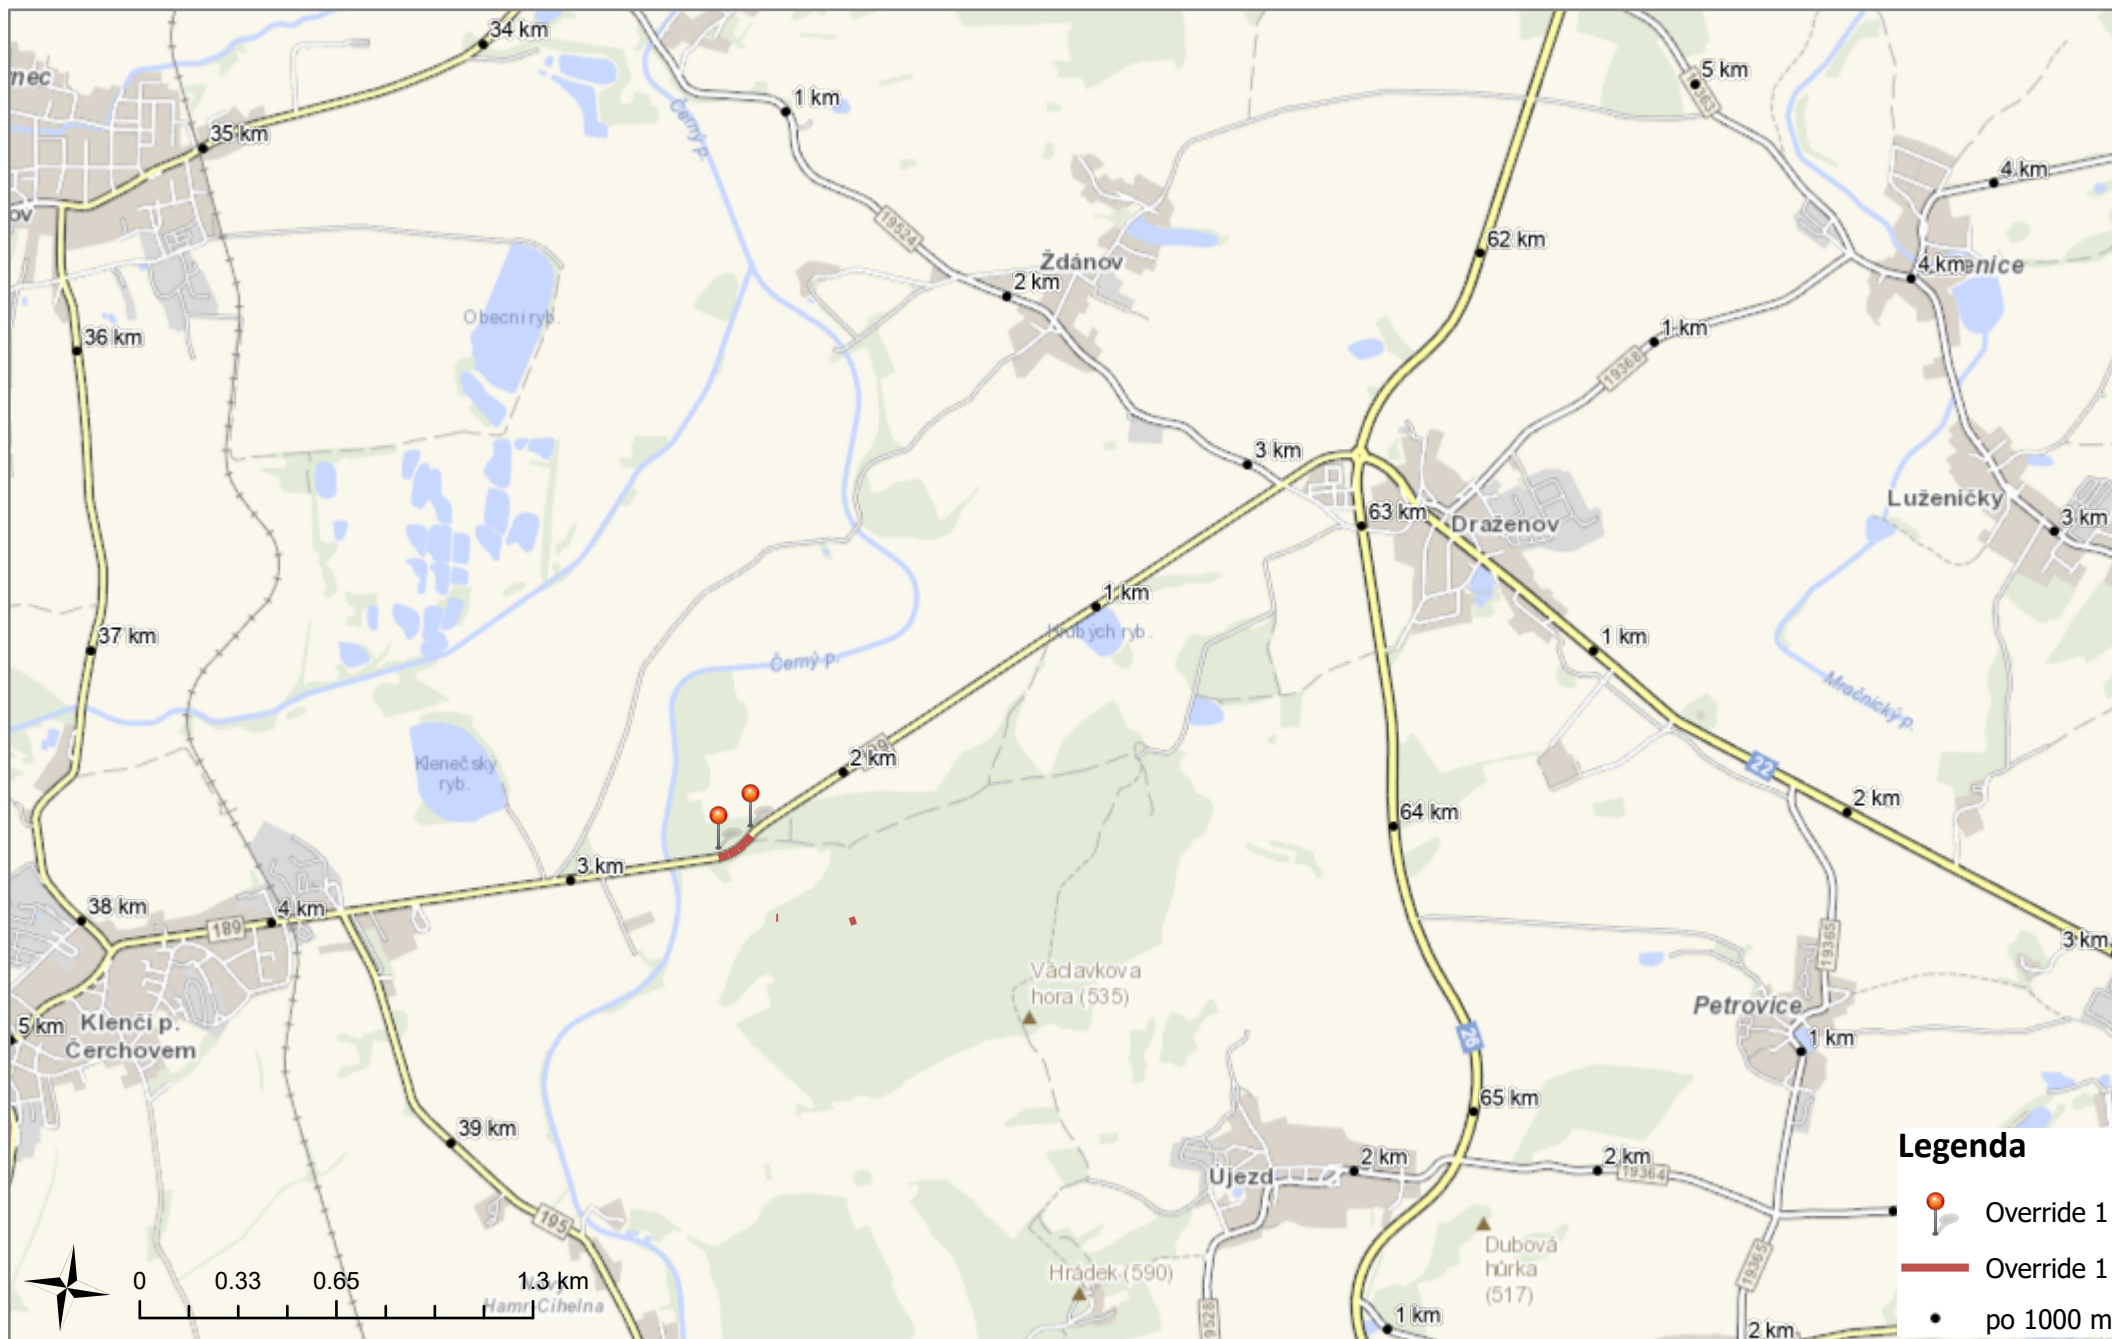 34 km
5 km
1 km
35 km
Černý p.
4 km
19524
62 km
Ždánov
4 km
2 km
Obecní ryb.
36 km
1 km
19368
3 km
Luženičky
63 km
Draženov
3 km
1 km
37 km
1 km
Černý p.
Mračnický p.
2 km
22
Klenečský
ryb.
2 km
64 km
3 km
38 km
4 km
189
3 km
19365
Václavkova
hora (535)
Petrovice
5 km
Klenčí p.
Čerchovem
26
1 km
39 km
65 km
2 km
2 km
19364
Újezd
195
Dubová
hůrka
(517)
Hrádek (590)
19365
19528
1 km
2 km
Hamr-Cihelna
0 0.33 0.65 1.3 km
Legenda
Override 1
Override 1
po 1000 m